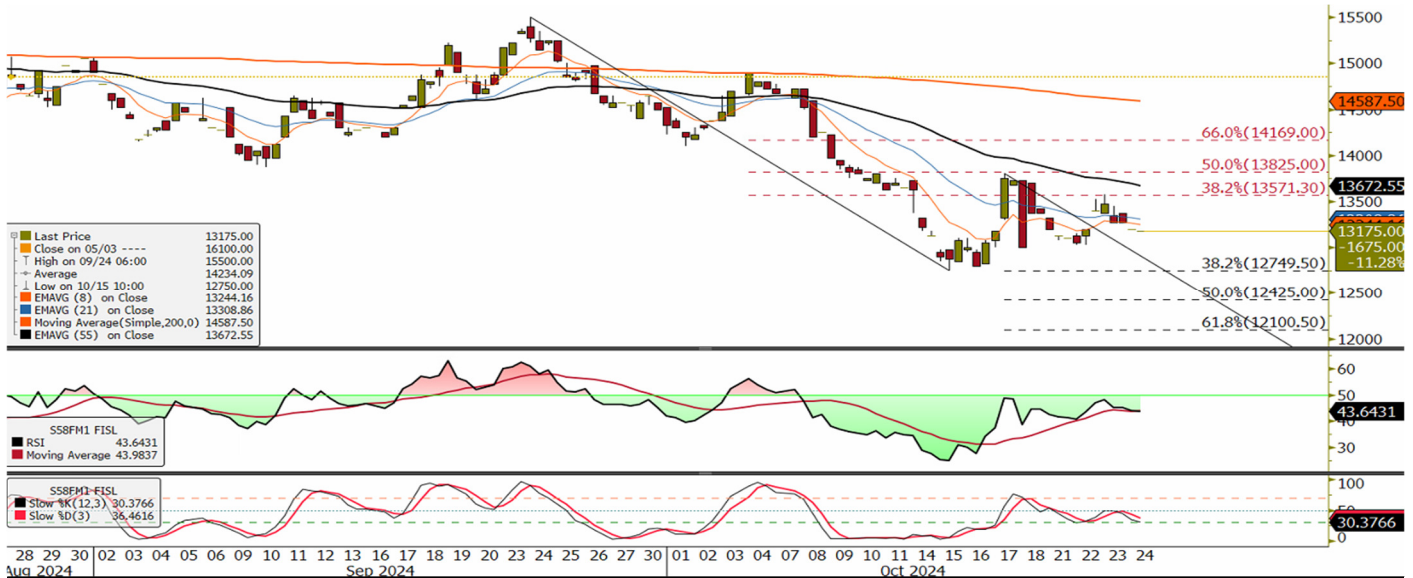 15500
15000
14587.50
14500
66.0%(14169.00)
14000
50.0%(13825.00)
13672.55
38.2%(13571.30)
13500
13175.00
-1675.00
-11.28%
38.2%(12749.50)
50.0%(12425.00)
12500
61.8%(12100.50)
12000
Last Price 13175.00
Close on 05/03 ---- 16100.00
High on 09/24 06:00 15500.00
Average 14234.09
Low on 10/15 10:00 12750.00
EMAVG (8) on Close 13244.16
EMAVG (21) on Close 13308.86
Moving Average(Simple,200,0) 14587.50
EMAVG (55) on Close 13672.55
60
50
43.6431
40
30
S58FM1 FISL
RSI 43.6431
Moving Average 43.9837
S58FM1 FISL
Slow %K(12,3) 30.3766
Slow %D(3) 36.4616
100
50
30.3766
0
28 29 30 02 03 04 05 06 09 10 11 12 13 16 17 18 19 20 23 24 25 26 27 30 01 02 03 04 07 08 09 10 11 14 15 16 17 18 21 22 23 24
Aug 2024 Sep 2024 Oct 2024